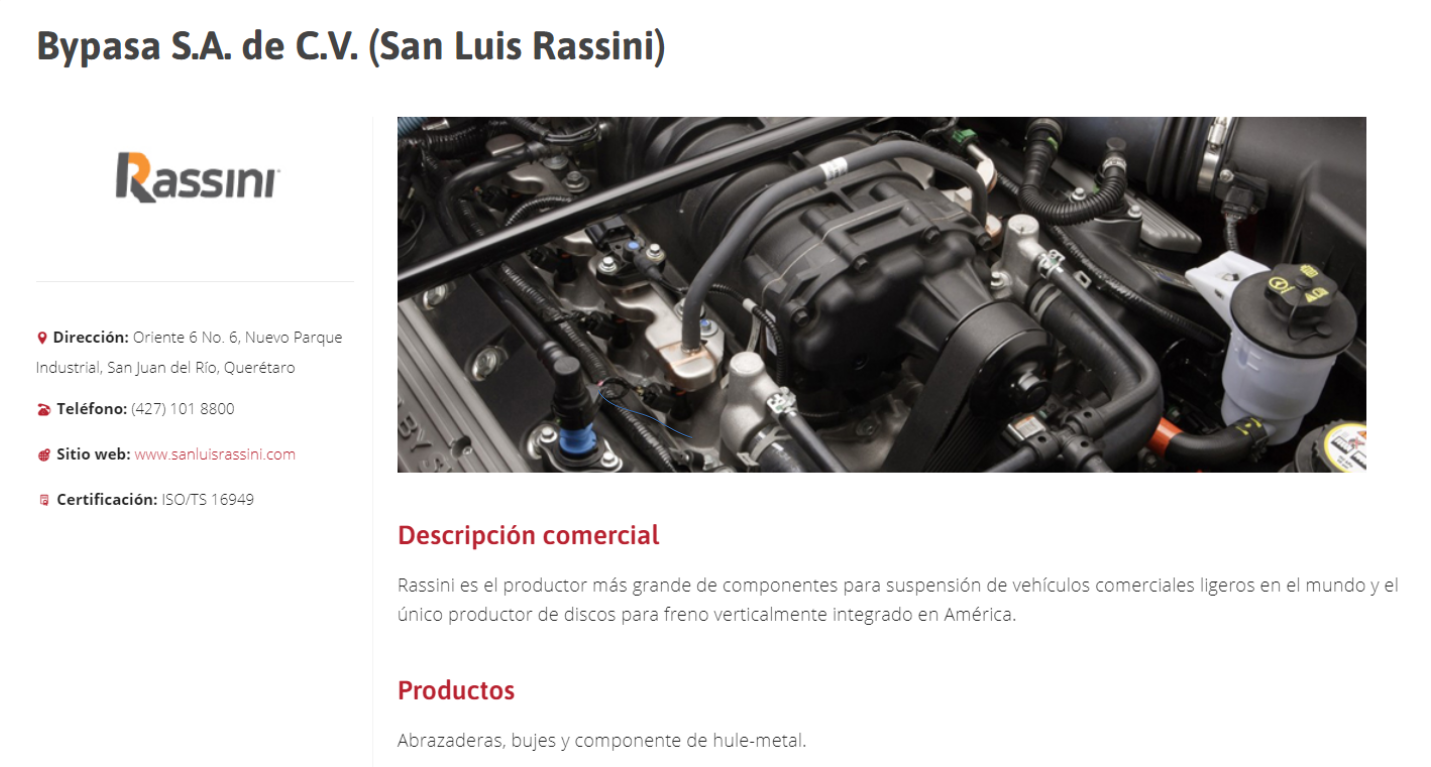 Bypasa S.A. de C.V. (San Luis Rassini)
Rassini
Dirección: Oriente 6 No. 6, Nuevo Parque
Industrial, San Juan del Río, Querétaro
Teléfono: (427) 101 8800
Sitio web: www.sanluisrassini.com
Certificación: ISO/TS 16949
Descripción comercial
Rassini es el productor más grande de componentes para suspensión de vehículos comerciales ligeros en el mundo y el
único productor de discos para freno verticalmente integrado en América.
Productos
Abrazaderas, bujes y componente de hule-metal.